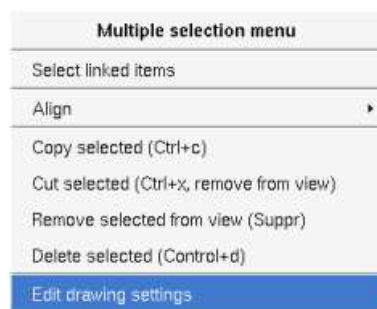 Multiple selection menu
Select linked items
Align
Copy selected (Ctrl+c)
Cut selected (Ctrl+x, remove from view)
Remove selected from view (Suppr)
Delete selected (Control+d)
Edit drawing settings